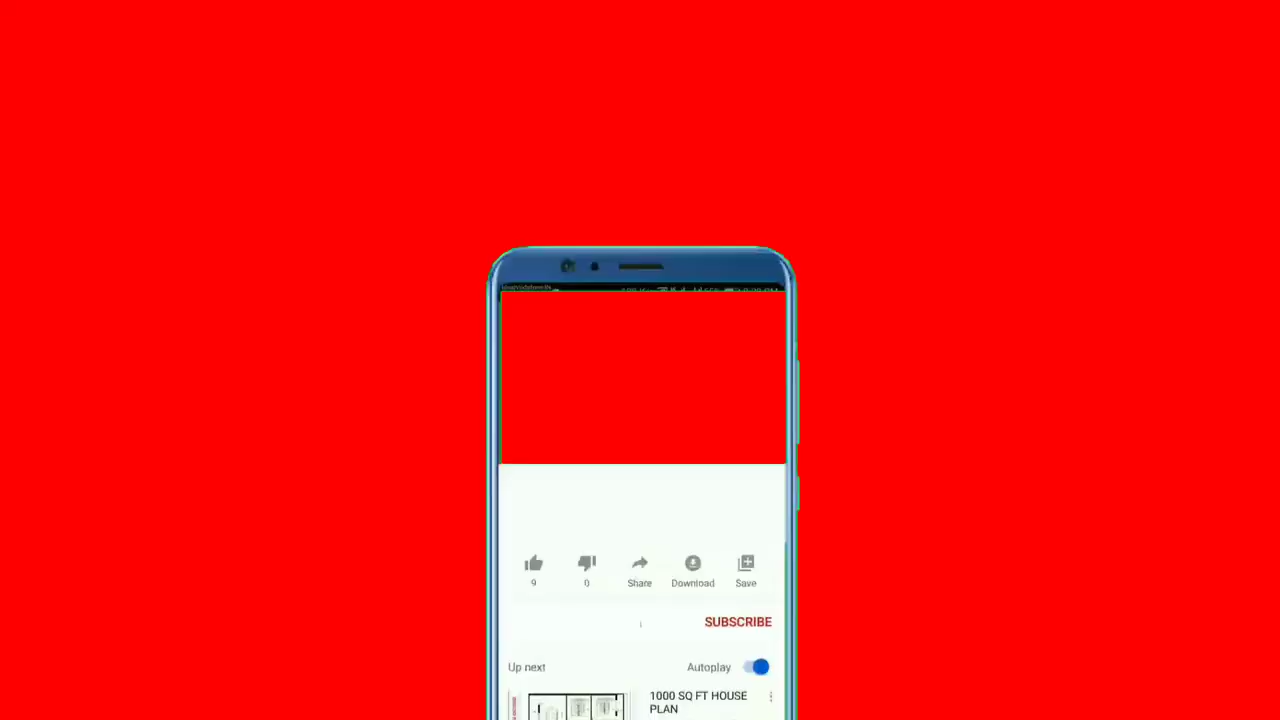 9
0
Share
Download
Save
SUBSCRIBE
Up next
Autoplay
1000 SQ FT HOUSE
PLAN